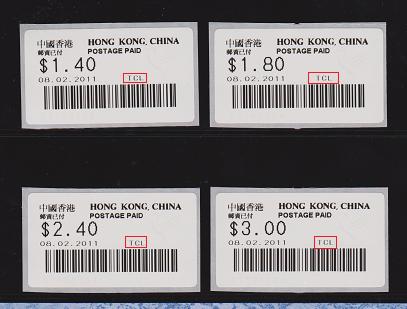 中國香港 HONG KONG, CHINA
郵資已付 POSTAGE PAID
$1.40
08.02.2011 TCL
中國香港 HONG KONG, CHINA
郵資已付 POSTAGE PAID
$1.80
08.02.2011 TCL
中國香港 HONG KONG, CHINA
郵資已付 POSTAGE PAID
$2.40
08.02.2011 TCL
中國香港 HONG KONG, CHINA
郵資已付 POSTAGE PAID
$3.00
08.02.2011 TCL